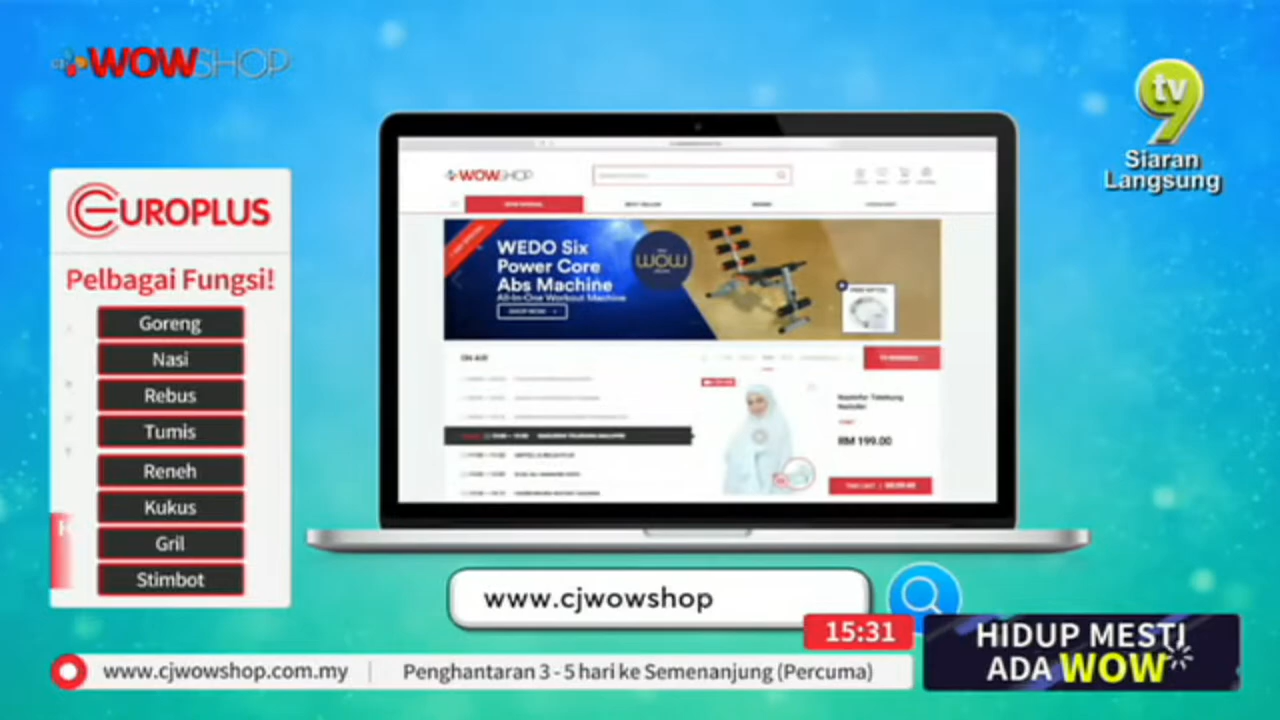 WOWSHOP
tv9
Siaran
Langsung
EUROPLUS
Pelbagai Fungsi!
Goreng
Nasi
Rebus
Tumis
Reneh
Kukus
Gril
Stimbot
WOWSHOP
WEDO Six
Power Core
Abs Machine
All-In-One Workout Machine
SHOP NOW
WOW
ON AIR
RM 199.00
www.cjwowshop
15:31
HIDUP MESTI
ADA WOW
www.cjwowshop.com.my
Penghantaran 3 - 5 hari ke Semenanjung (Percuma)